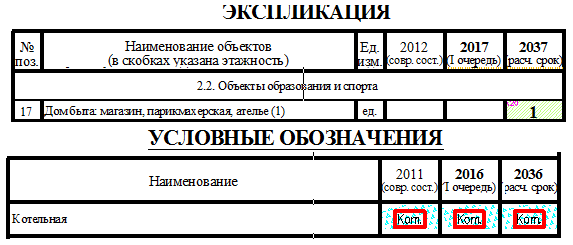 ЭКСПЛИКАЦИЯ
№ поз. Наименование объектов (в скобках указана этажность) Ед. изм. 2012 (совр. сост.) 2017 (I очередь) 2037 (расч. срок)
2.2. Объекты образования и спорта
17 Дом быта: магазин, парикмахерская, ателье (1) ед. 1
УСЛОВНЫЕ ОБОЗНАЧЕНИЯ
Наименование 2011 (совр. сост.) 2016 (I очередь) 2036 (расч. срок)
Котельная Кот. Кот. Кот.